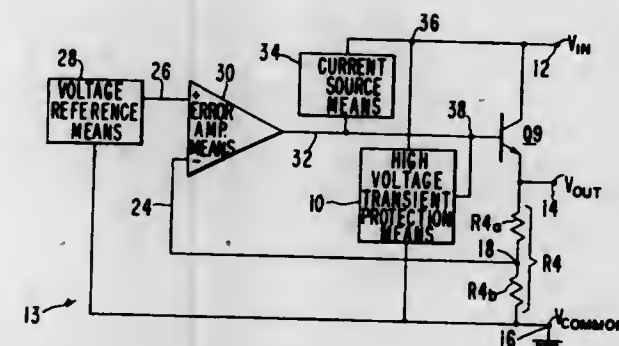 28
VOLTAGE
REFERENCE
MEANS
26
30
+
ERROR
AMP.
MEANS
-
24
32
34
CURRENT
SOURCE
MEANS
36
38
HIGH
VOLTAGE
TRANSIENT
PROTECTION
MEANS
10
VIN
12
Q9
VOUT
14
R4a
18
R4
R4b
13
16
VCOMMON